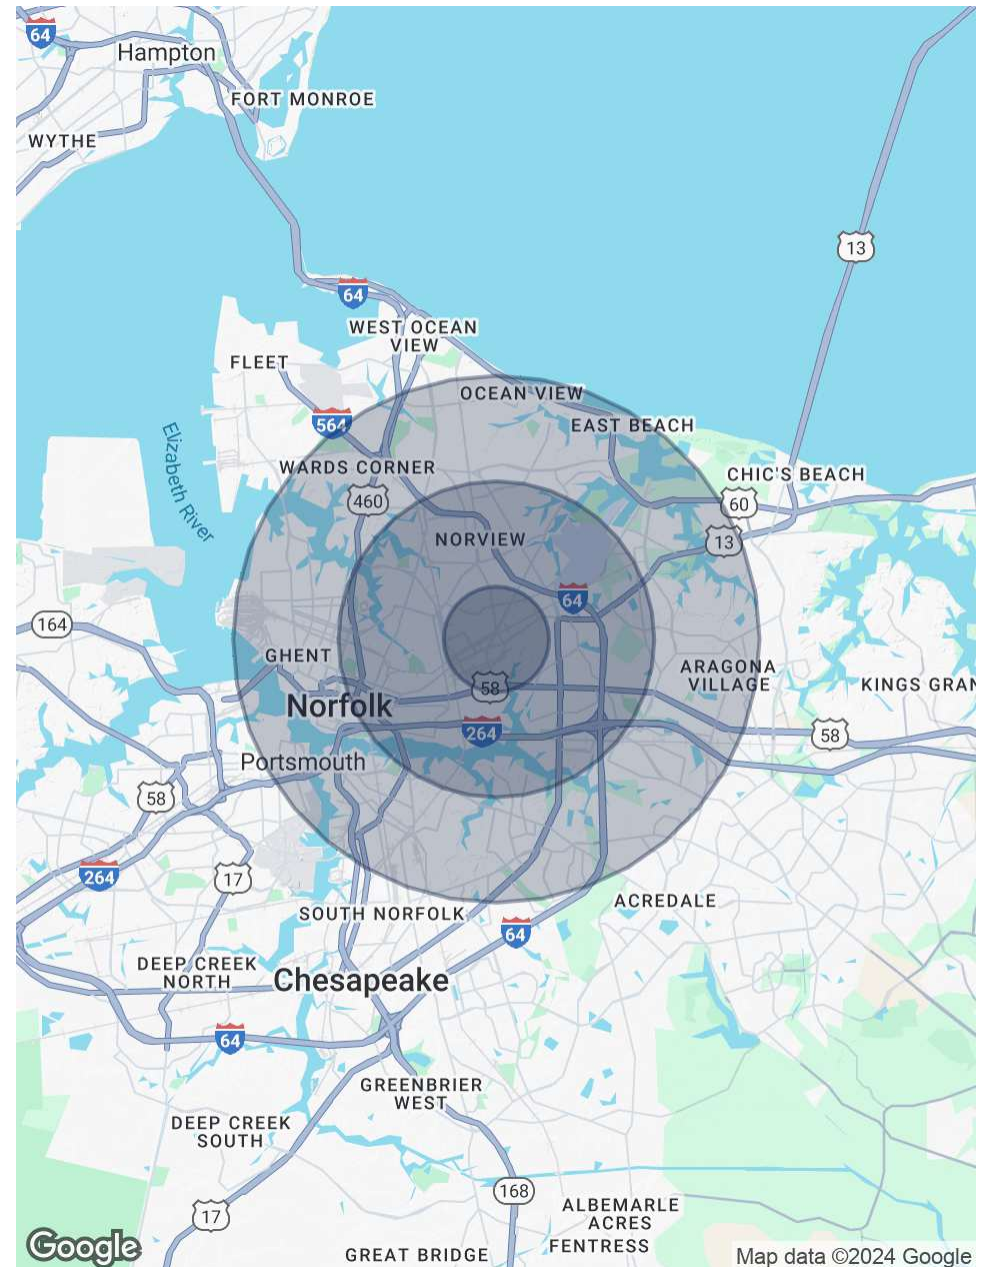 64
Hampton
FORT MONROE
WYTHE
13
64
WEST OCEAN
VIEW
FLEET
OCEAN VIEW
564
EAST BEACH
Elizabeth River
WARDS CORNER
CHIC'S BEACH
460
60
NORVIEW
13
64
164
GHENT
ARAGONA
VILLAGE
KINGS GRAN
58
Norfolk
264
58
Portsmouth
58
264
17
ACREDALE
SOUTH NORFOLK
64
DEEP CREEK
NORTH
Chesapeake
64
GREENBRIER
WEST
DEEP CREEK
SOUTH
168
17
ALBEMARLE
ACRES
FENTRESS
GREAT BRIDGE
Google
Map data ©2024 Google